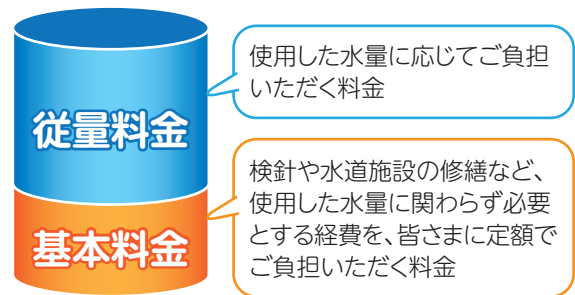 従量料金
使用した水量に応じてご負担
いただく料金
基本料金
検針や水道施設の修繕など、
使用した水量に関わらず必要
とする経費を、皆さまに定額で
ご負担いただく料金